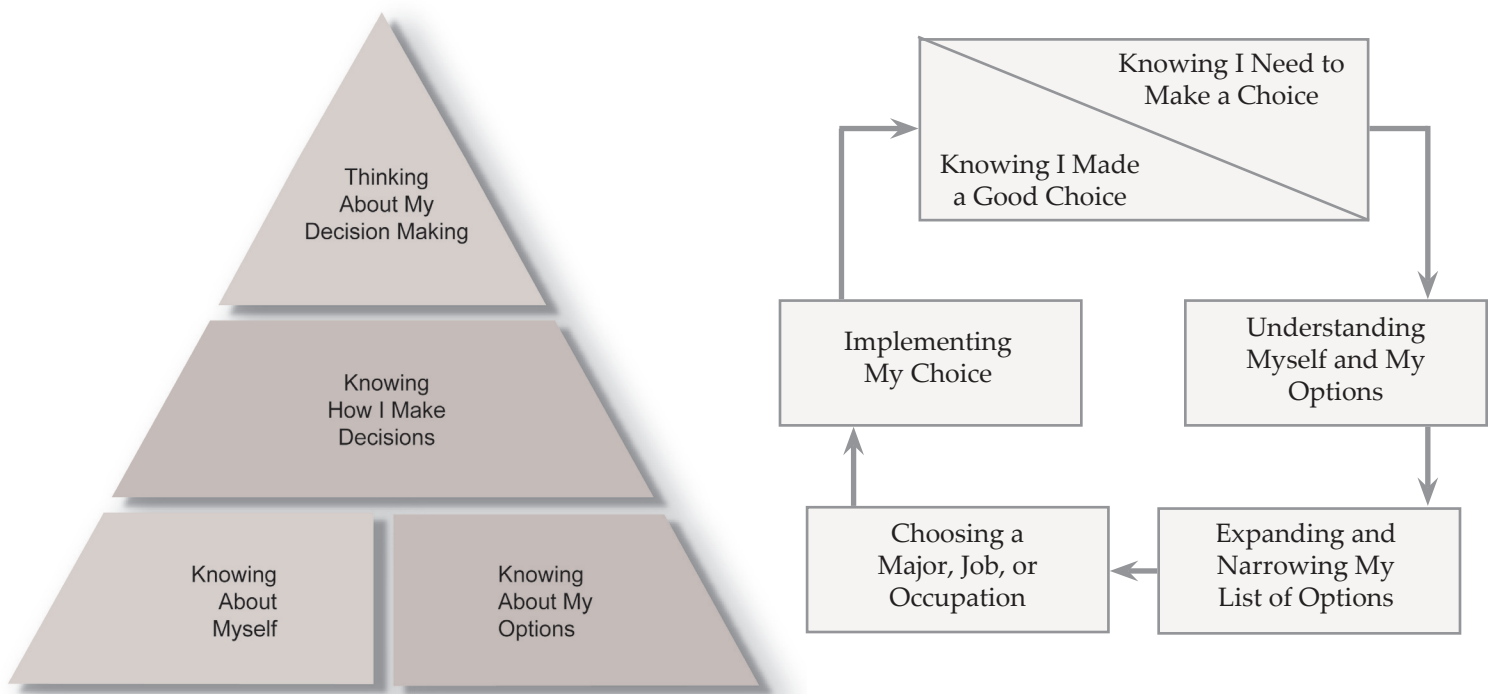 Thinking
About My
Decision Making
Knowing
How I Make
Decisions
Knowing
About
Myself
Knowing
About My
Options
Knowing I Need to
Make a Choice
Knowing I Made
a Good Choice
Understanding
Myself and My
Options
Expanding and
Narrowing My
List of Options
Choosing a
Major, Job, or
Occupation
Implementing
My Choice